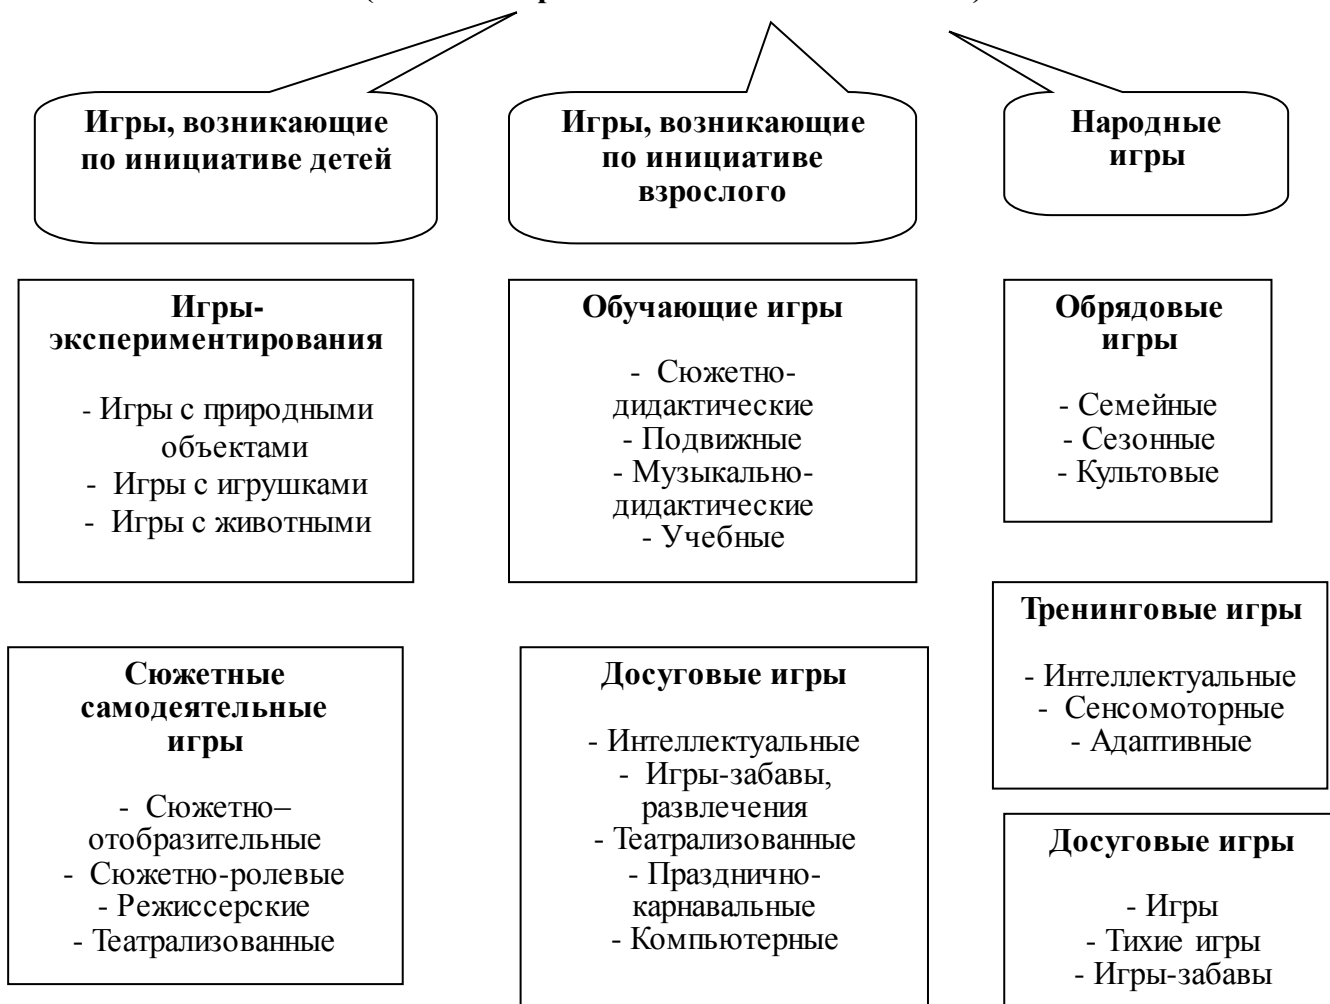 Игры, возникающие
по инициативе детей
Игры, возникающие
по инициативе
взрослого
Народные
игры
Игры-
экспериментирования
- Игры с природными
объектами
- Игры с игрушками
- Игры с животными
Обучающие игры
- Сюжетно-
дидактические
- Подвижные
- Музыкально-
дидактические
- Учебные
Обрядовые
игры
- Семейные
- Сезонные
- Культовые
Сюжетные
самодеятельные
игры
- Сюжетно–
отобразительные
- Сюжетно-ролевые
- Режиссерские
- Театрализованные
Досуговые игры
- Интеллектуальные
- Игры-забавы,
развлечения
- Театрализованные
- Празднично-
карнавальные
- Компьютерные
Тренинговые игры
- Интеллектуальные
- Сенсомоторные
- Адаптивные
Досуговые игры
- Игры
- Тихие игры
- Игры-забавы